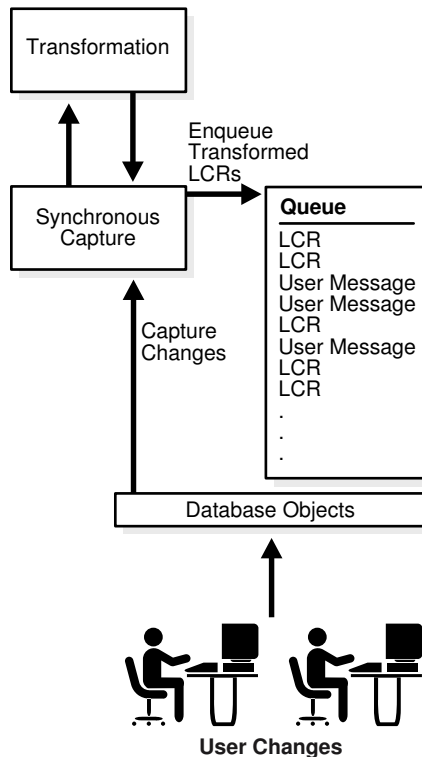 Transformation
Enqueue
Transformed
LCRs
Synchronous
Capture
Queue
LCR
LCR
User Message
User Message
LCR
User Message
LCR
LCR
.
.
.
Capture
Changes
Database Objects
User Changes